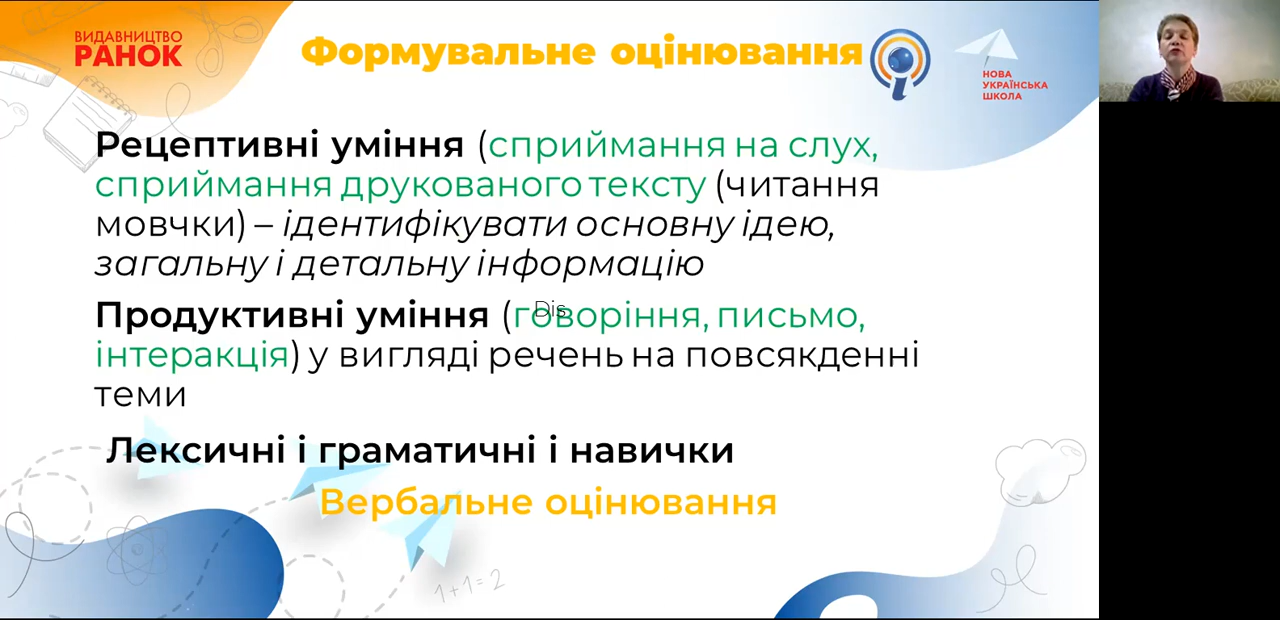 ВИДАВНИЦТВО
РАНОК
Формувальне оцінювання
НОВА
УКРАЇНСЬКА
ШКОЛА
Рецептивні уміння (сприймання на слух,
сприймання друкованого тексту (читання
мовчки) – ідентифікувати основну ідею,
загальну і детальну інформацію
Dis
Продуктивні уміння (говоріння, письмо,
інтеракція) у вигляді речень на повсякденні
теми
Лексичні і граматичні і навички
Вербальне оцінювання
1+1=2